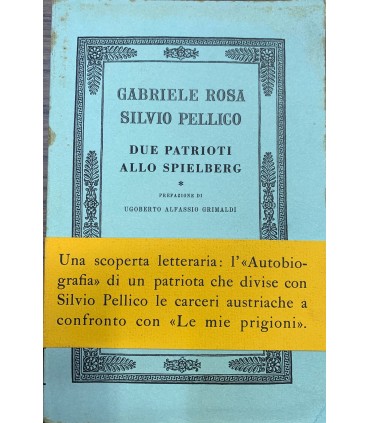 GABRIELE ROSA
SILVIO PELLICO
DUE PATRIOTI
ALLO SPIELBERG
*
PREFAZIONE DI
UGOBERTO ALFASSIO GRIMALDI
Una scoperta letteraria: l'«Autobio-
grafia» di un patriota che divise con
Silvio Pellico le carceri austriache a
confronto con «Le mie prigioni».